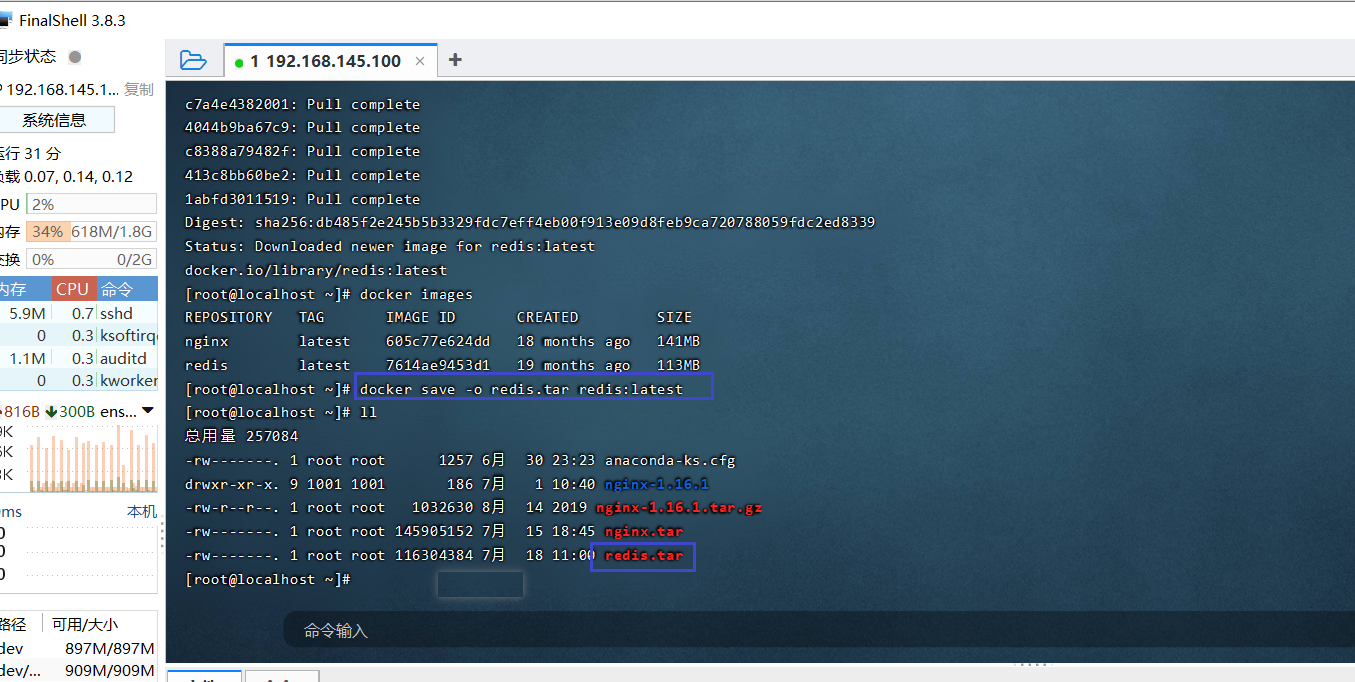 FinalShell 3.8.3
同步状态
192.168.145.1... 复制
系统信息
运行 31 分
负载 0.07, 0.14, 0.12
CPU 2%
内存 34% 618M/1.8G
交换 0% 0/2G
内存 CPU 命令
5.9M 0.7 sshd
0 0.3 ksoftirq
1.1M 0.3 auditd
0 0.3 kworker
816B 300B ens...
9K
6K
3K
ms 本机
0
0
0
路径 可用/大小
dev 897M/897M
dev/... 909M/909M
1 192.168.145.100 × +
c7a4e4382001: Pull complete
4044b9ba67c9: Pull complete
c8388a79482f: Pull complete
413c8bb60be2: Pull complete
1abfd3011519: Pull complete
Digest: sha256:db485f2e245b5b3329fdc7eff4eb00f913e09d8feb9ca720788059fdc2ed8339
Status: Downloaded newer image for redis:latest
docker.io/library/redis:latest
[root@localhost ~]# docker images
REPOSITORY TAG IMAGE ID CREATED SIZE
nginx latest 605c77e624dd 18 months ago 141MB
redis latest 7614ae9453d1 19 months ago 113MB
[root@localhost ~]# docker save -o redis.tar redis:latest
[root@localhost ~]# ll
总用量 257084
-rw-------. 1 root root 1257 6月 30 23:23 anaconda-ks.cfg
drwxr-xr-x. 9 1001 1001 186 7月 1 10:40 nginx-1.16.1
-rw-r--r--. 1 root root 1032630 8月 14 2019 nginx-1.16.1.tar.gz
-rw-------. 1 root root 145905152 7月 15 18:45 nginx.tar
-rw-------. 1 root root 116304384 7月 18 11:00 redis.tar
[root@localhost ~]#
命令输入